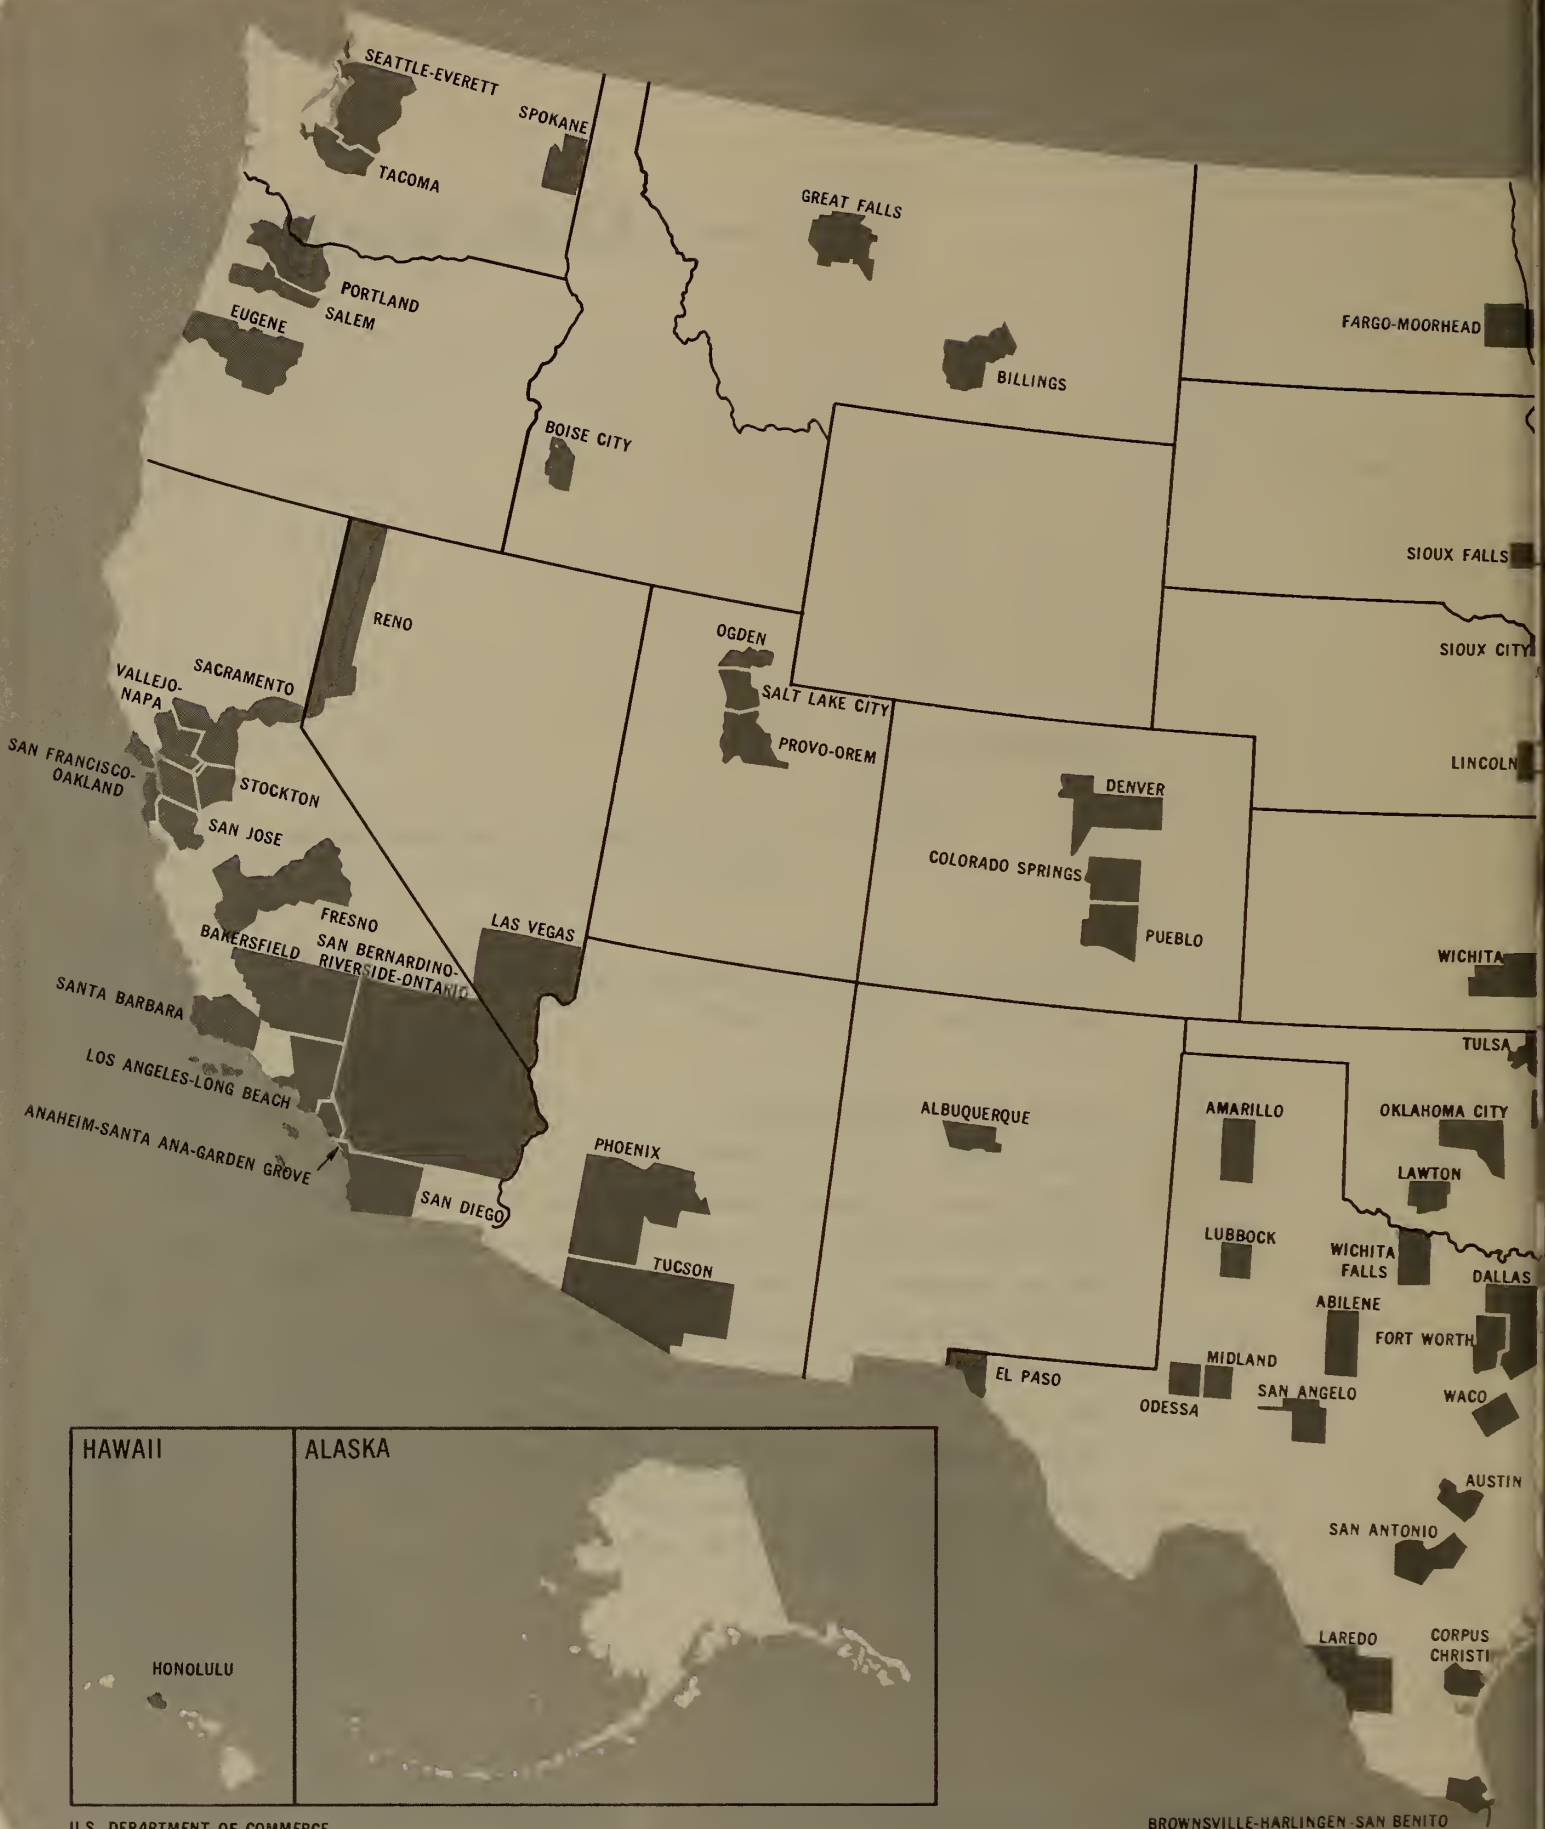 SEATTLE-EVERETT
SPOKANE
TACOMA
GREAT FALLS
PORTLAND
SALEM
EUGENE
FARGO-MOORHEAD
BILLINGS
BOISE CITY
SIOUX FALLS
RENO
OGDEN
SIOUX CITY
SACRAMENTO
VALLEJO-
NAPA
SALT LAKE CITY
PROVO-OREM
SAN FRANCISCO-
OAKLAND
STOCKTON
LINCOLN
DENVER
SAN JOSE
COLORADO SPRINGS
FRESNO
LAS VEGAS
PUEBLO
BAKERSFIELD
SAN BERNARDINO-
RIVERSIDE-ONTARIO
WICHITA
SANTA BARBARA
TULSA
LOS ANGELES-LONG BEACH
ALBUQUERQUE
AMARILLO
OKLAHOMA CITY
ANAHEIM-SANTA ANA-GARDEN GROVE
PHOENIX
LAWTON
SAN DIEGO
LUBBOCK
WICHITA
FALLS
TUCSON
DALLAS
ABILENE
FORT WORTH
MIDLAND
EL PASO
SAN ANGELO
WACO
ODESSA
HAWAII
ALASKA
AUSTIN
SAN ANTONIO
LAREDO
CORPUS
CHRISTI
HONOLULU
BROWNSVILLE-HARLINGEN-SAN BENITO
U.S. DEPARTMENT OF COMMERCE